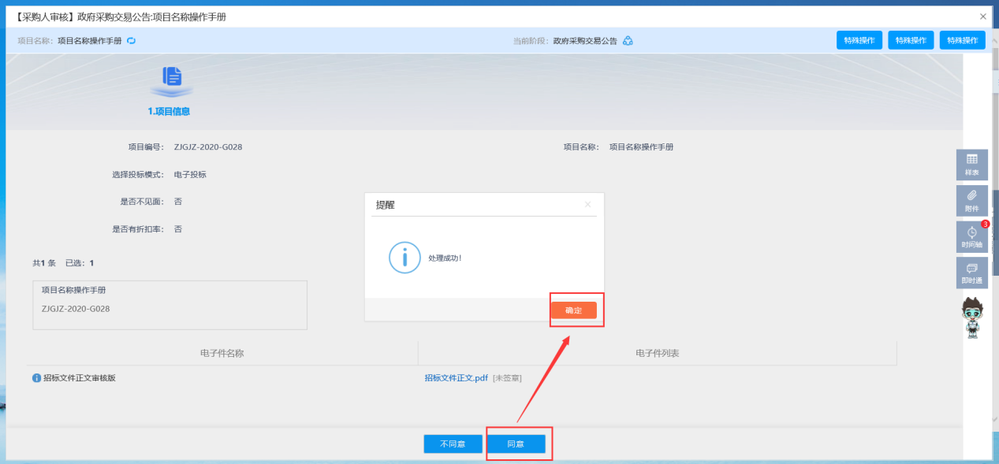 【采购人审核】政府采购交易公告:项目名称操作手册
项目名称: 项目名称操作手册 当前阶段: 政府采购交易公告 特殊操作 特殊操作 特殊操作
1.项目信息
项目编号: ZJGJZ-2020-G028 项目名称: 项目名称操作手册
选择投标模式: 电子投标
是否不见面: 否
是否有折扣率: 否
共1 条 已选: 1
项目名称操作手册
ZJGJZ-2020-G028
提醒
处理成功!
确定
电子件名称 电子件列表
招标文件正文审核版 招标文件正文.pdf [未签章]
不同意 同意
样表
附件
3
时间轴
即时通